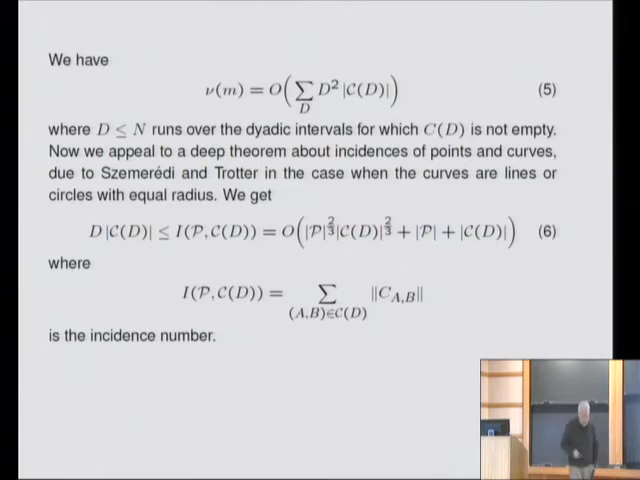 We have
ν(m) = O(∑_D D² |𝒞(D)|) (5)
where D ≤ N runs over the dyadic intervals for which C(D) is not empty.
Now we appeal to a deep theorem about incidences of points and curves,
due to Szemerédi and Trotter in the case when the curves are lines or
circles with equal radius. We get
D |𝒞(D)| ≤ I(𝒫, 𝒞(D)) = O(|𝒫|^{2/3} |𝒞(D)|^{2/3} + |𝒫| + |𝒞(D)|) (6)
where
I(𝒫, 𝒞(D)) = ∑_{(A,B)∈𝒞(D)} ‖C_{A,B}‖
is the incidence number.